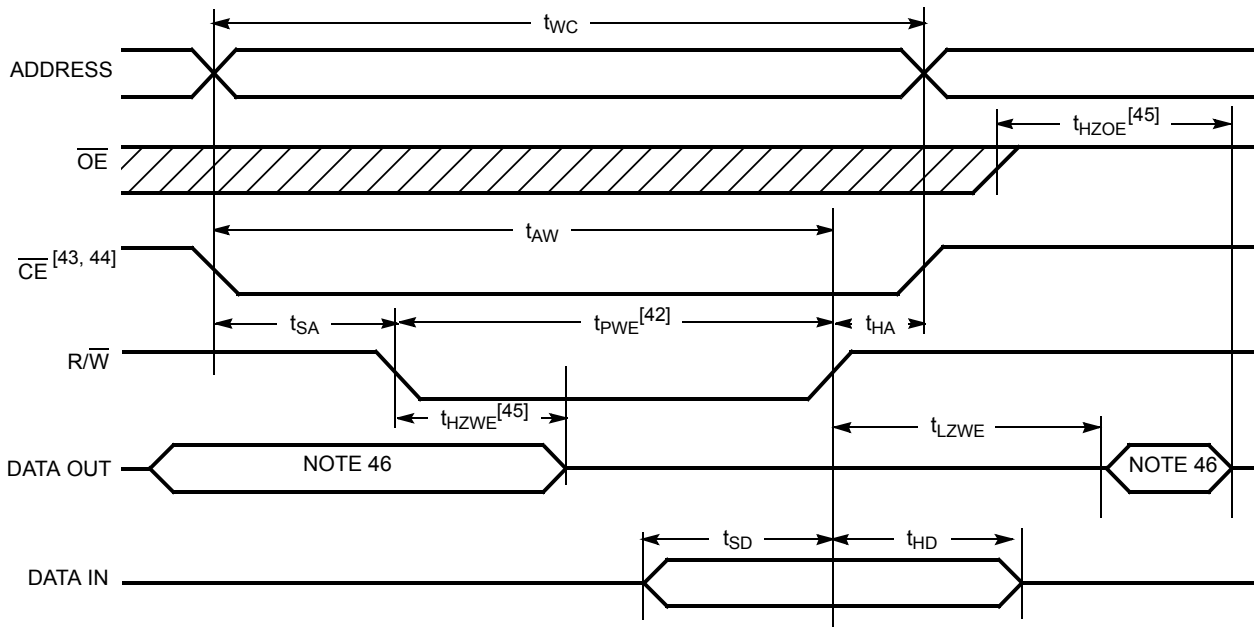 tWC
ADDRESS
tHZOE[45]
OE
tAW
CE [43, 44]
tSA tPWE[42] tHA
R/W
tHZWE[45] tLZWE
DATA OUT NOTE 46 NOTE 46
tSD tHD
DATA IN